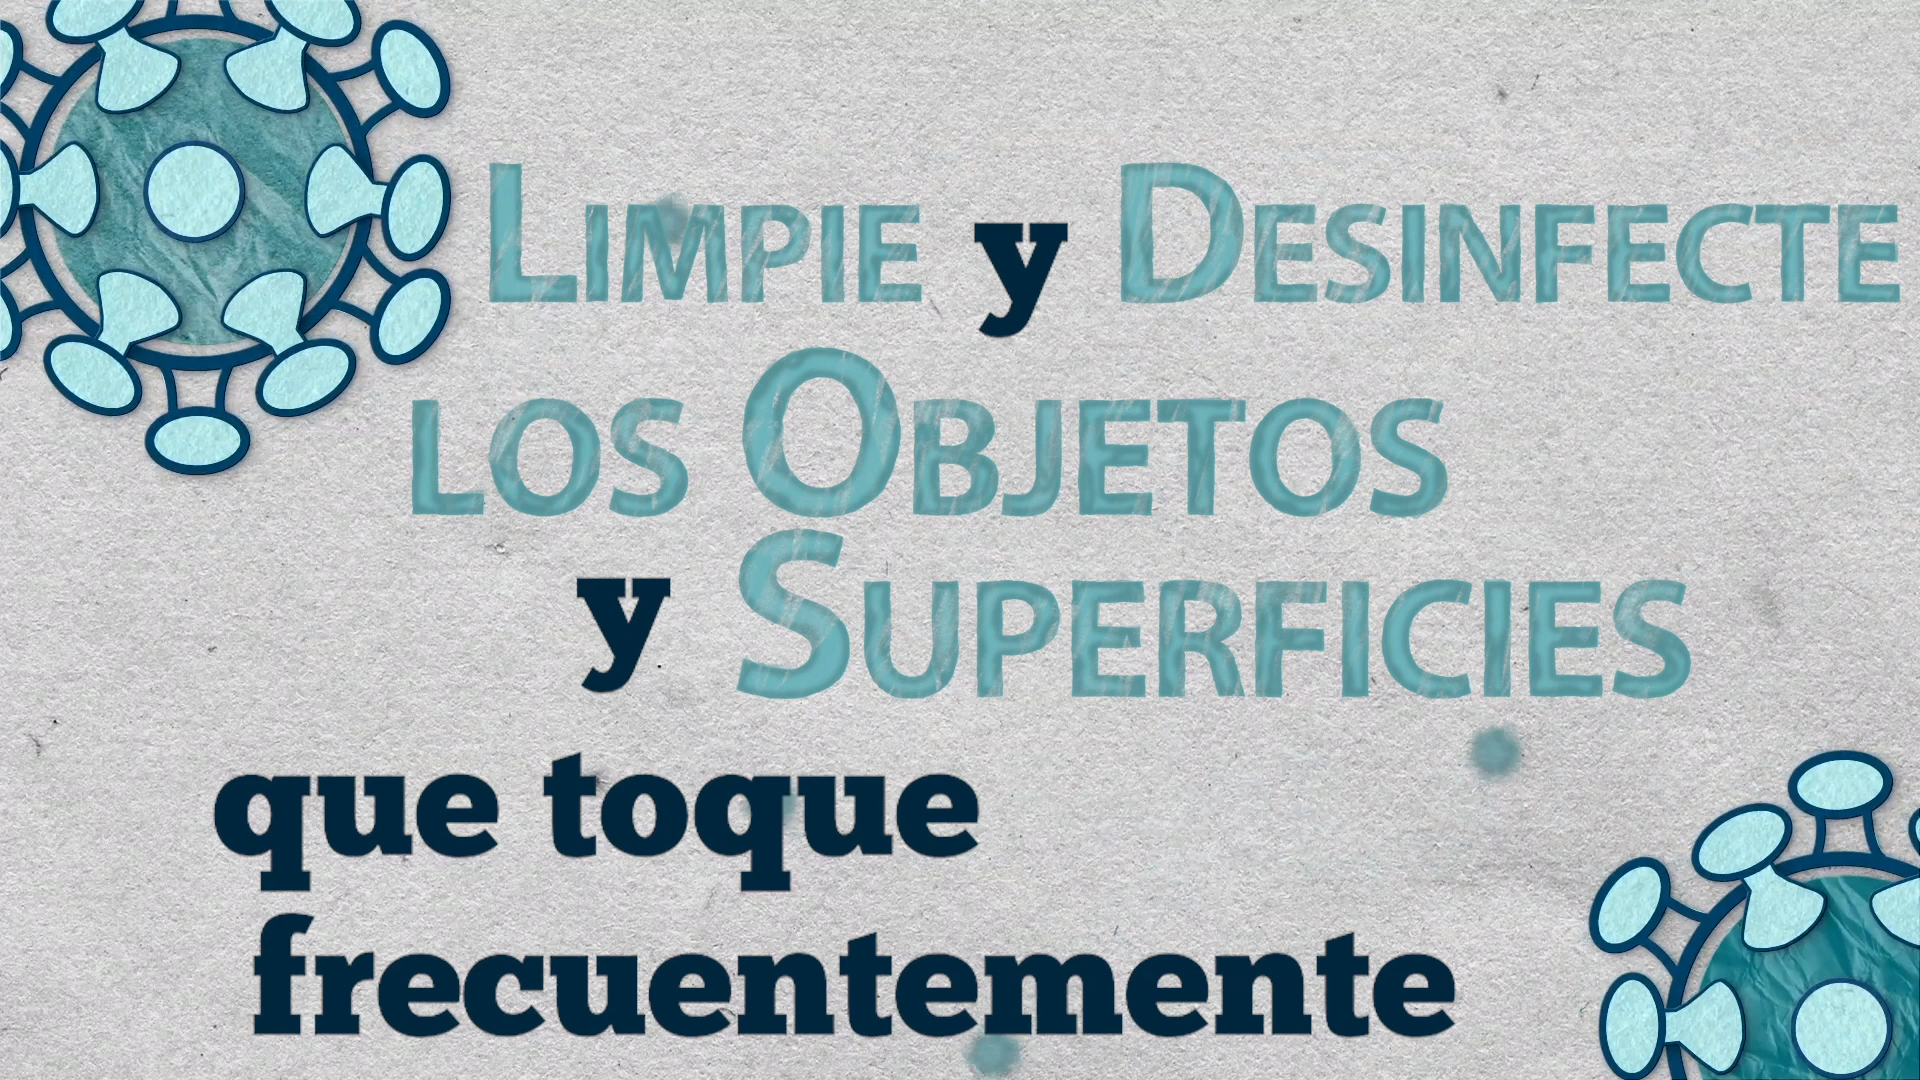 LIMPIE y DESINFECTE
LOS OBJETOS
y SUPERFICIES
que toque
frecuentemente